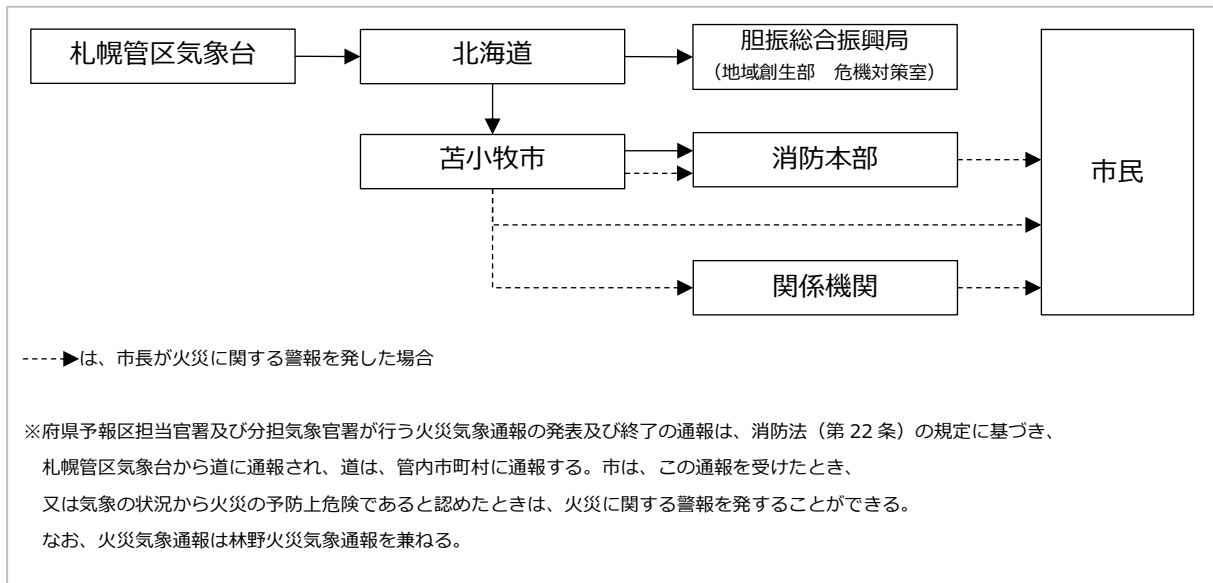 札幌管区気象台
北海道
胆振総合振興局
（地域創生部　危機対策室）
苫小牧市
消防本部
市民
関係機関
は、市長が火災に関する警報を発した場合
※府県予報区担当官署及び分担気象官署が行う火災気象通報の発表及び終了の通報は、消防法（第 22 条）の規定に基づき、
札幌管区気象台から道に通報され、道は、管内市町村に通報する。市は、この通報を受けたとき、
又は気象の状況から火災の予防上危険であると認めたときは、火災に関する警報を発することができる。
なお、火災気象通報は林野火災気象通報を兼ねる。